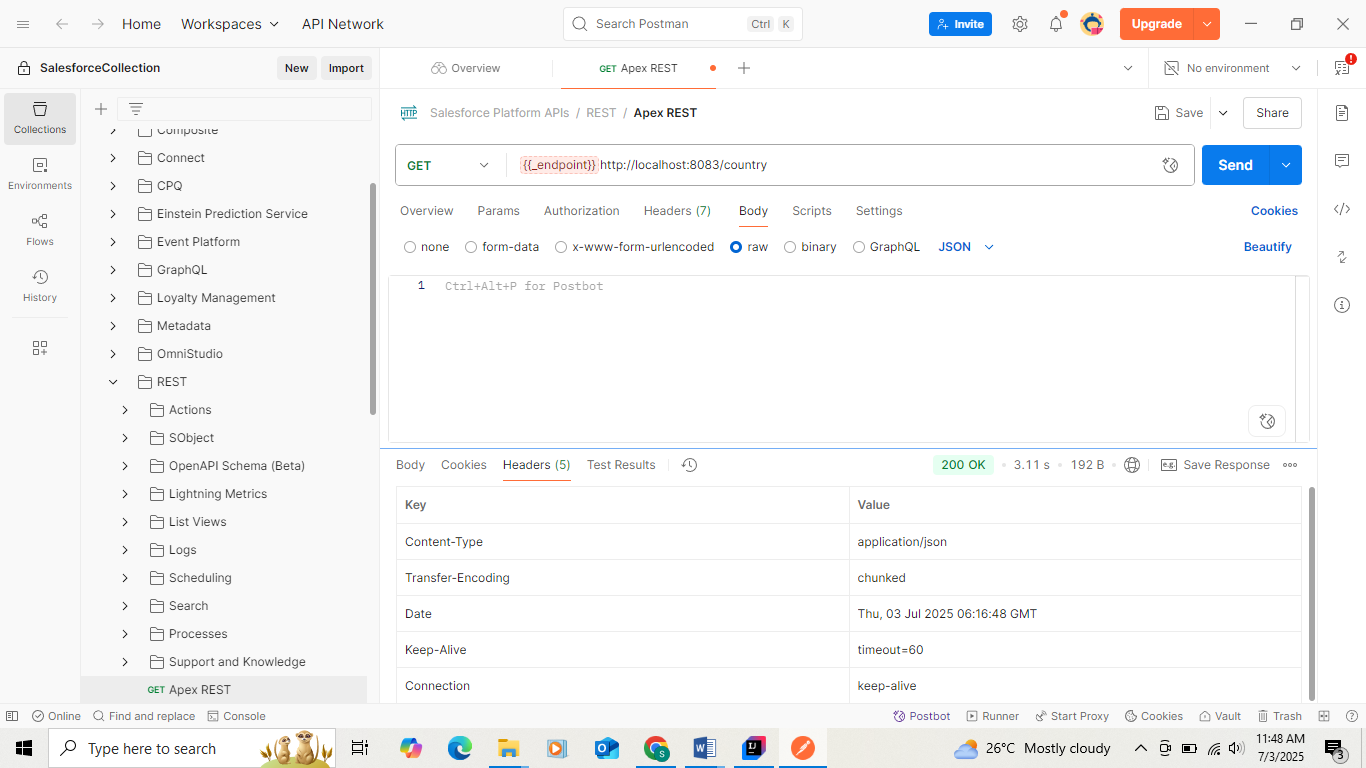 Home Workspaces API Network Search Postman Ctrl K Invite Upgrade
SalesforceCollection New Import Overview GET Apex REST No environment
Collections
Environments
Flows
History
Composite
Connect
CPQ
Einstein Prediction Service
Event Platform
GraphQL
Loyalty Management
Metadata
OmniStudio
REST
Actions
SObject
OpenAPI Schema (Beta)
Lightning Metrics
List Views
Logs
Scheduling
Search
Processes
Support and Knowledge
GET Apex REST
HTTP Salesforce Platform APIs / REST / Apex REST Save Share
GET {{_endpoint}}http://localhost:8083/country Send
Overview Params Authorization Headers (7) Body Scripts Settings Cookies
none form-data x-www-form-urlencoded raw binary GraphQL JSON Beautify
1 Ctrl+Alt+P for Postbot
Body Cookies Headers (5) Test Results 200 OK 3.11 s 192 B e.g. Save Response
Key Value
Content-Type application/json
Transfer-Encoding chunked
Date Thu, 03 Jul 2025 06:16:48 GMT
Keep-Alive timeout=60
Connection keep-alive
Online Find and replace Console Postbot Runner Start Proxy Cookies Vault Trash
Type here to search 26°C Mostly cloudy 11:48 AM
7/3/2025 3